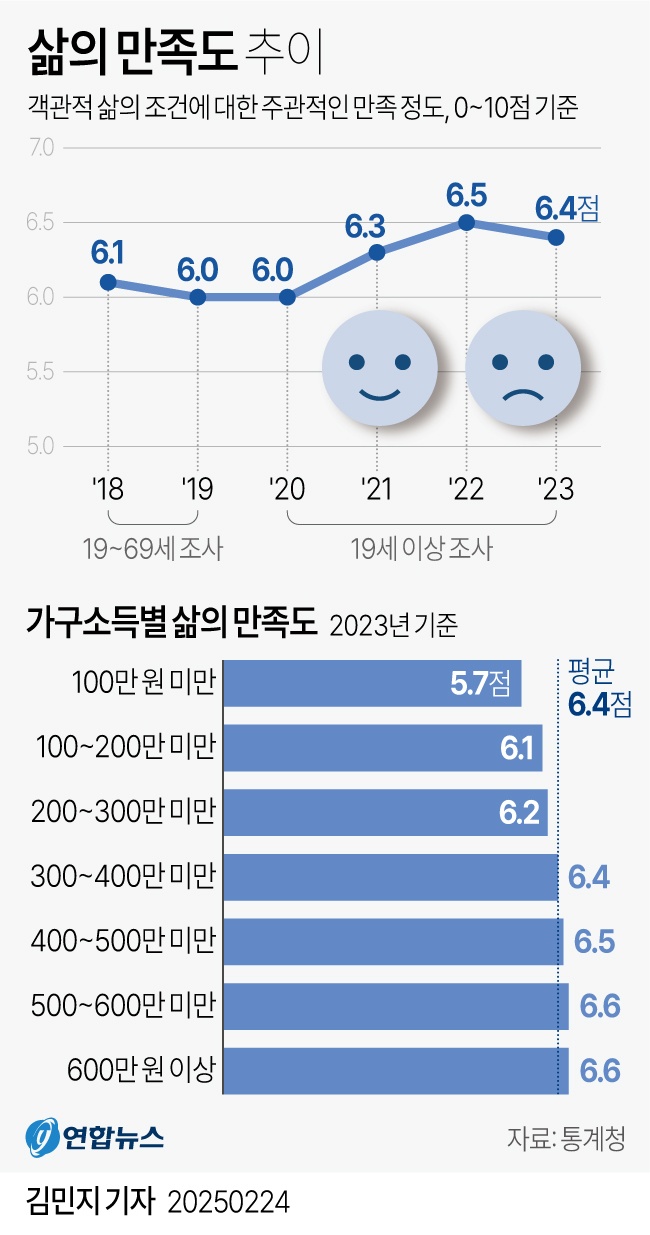 삶의 만족도 추이
객관적 삶의 조건에 대한 주관적인 만족 정도, 0~10점 기준
7.0
6.5
6.0
5.5
5.0
6.1
6.0
6.0
6.3
6.5
6.4점
'18 '19 '20 '21 '22 '23
19~69세 조사 19세 이상 조사
가구소득별 삶의 만족도 2023년 기준
평균
6.4점
100만 원 미만 5.7점
100~200만 미만 6.1
200~300만 미만 6.2
300~400만 미만 6.4
400~500만 미만 6.5
500~600만 미만 6.6
600만 원 이상 6.6
연합뉴스 자료: 통계청
김민지 기자 20250224